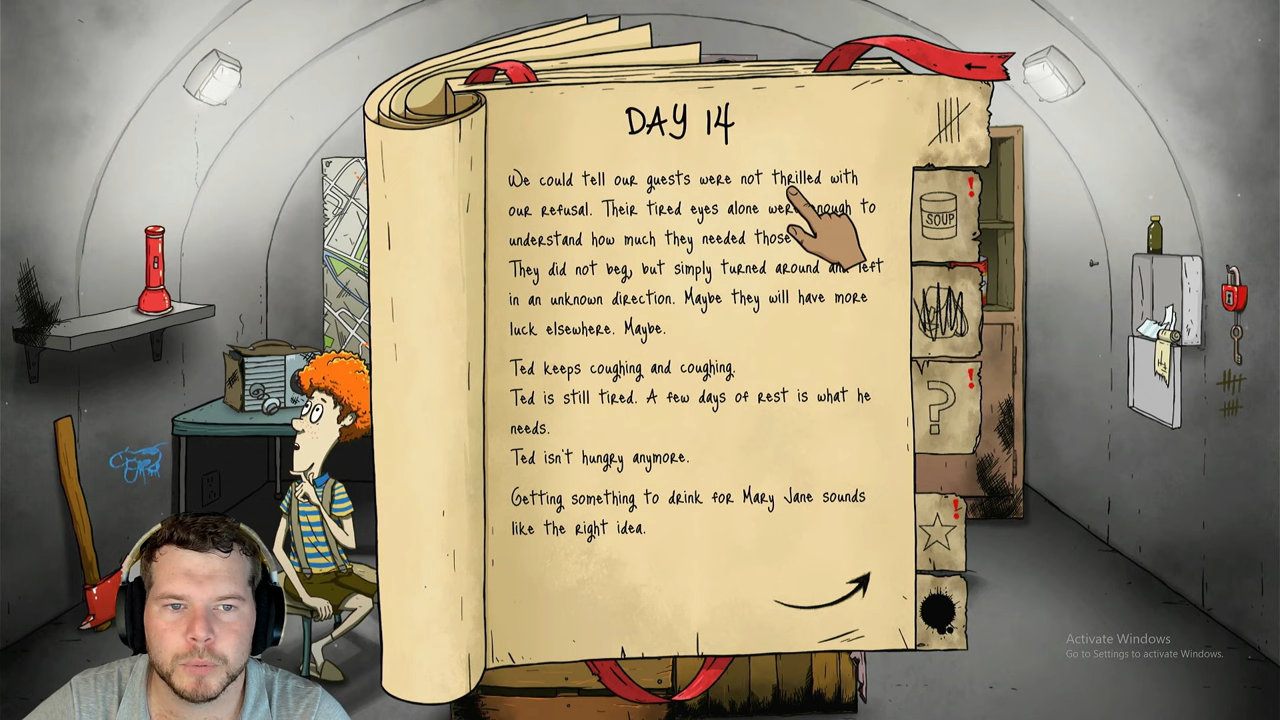 DAY 14
We could tell our guests were not thrilled with
our refusal. Their tired eyes alone were enough to
understand how much they needed those
They did not beg, but simply turned around and left
in an unknown direction. Maybe they will have more
luck elsewhere. Maybe.
Ted keeps coughing and coughing.
Ted is still tired. A few days of rest is what he
needs.
Ted isn't hungry anymore.
Getting something to drink for Mary Jane sounds
like the right idea.
!
SOUP
!
?
!
Activate Windows
Go to Settings to activate Windows.